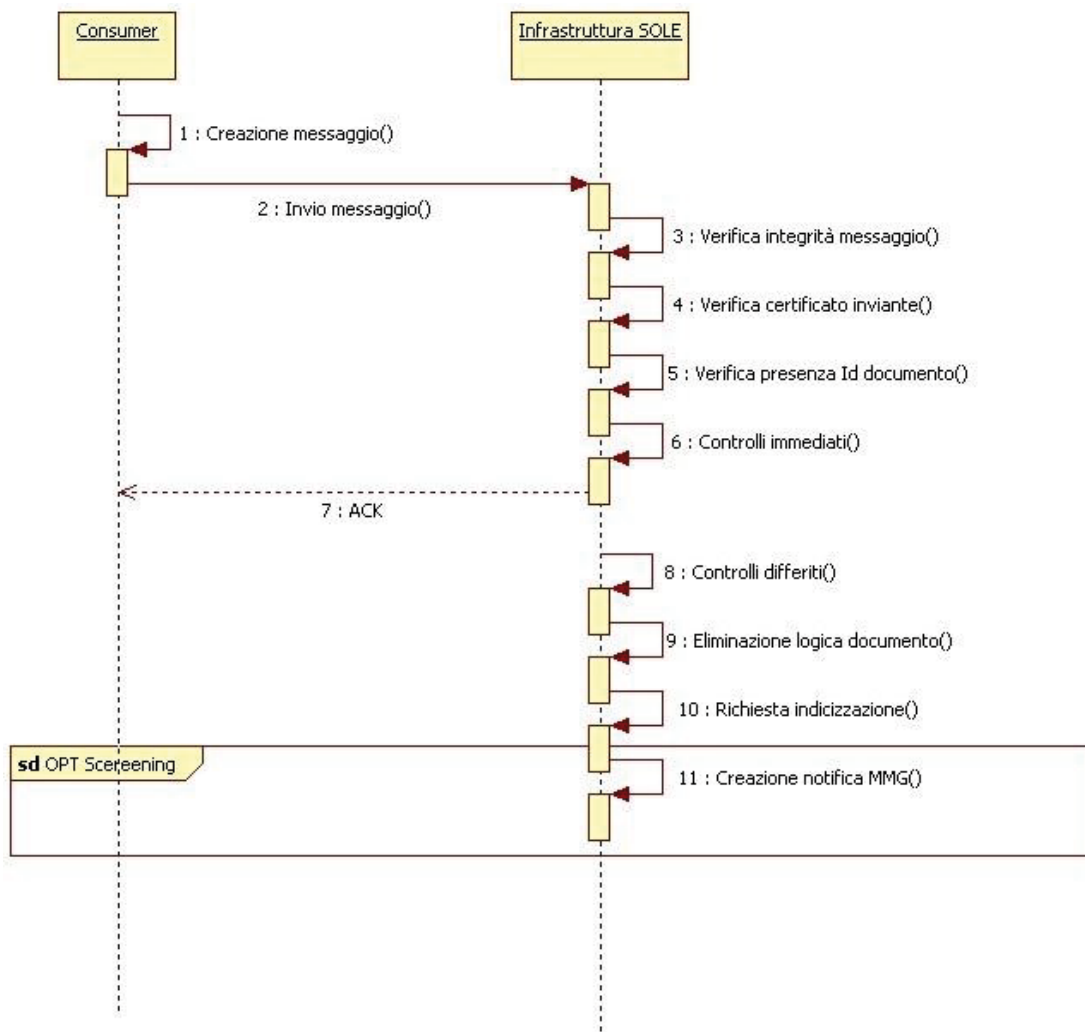 Consumer
Infrastruttura SOLE
1 : Creazione messaggio()
2 : Invio messaggio()
3 : Verifica integrità messaggio()
4 : Verifica certificato inviante()
5 : Verifica presenza Id documento()
6 : Controlli immediati()
7 : ACK
8 : Controlli differiti()
9 : Eliminazione logica documento()
10 : Richiesta indicizzazione()
sd OPT Scereening
11 : Creazione notifica MMG()